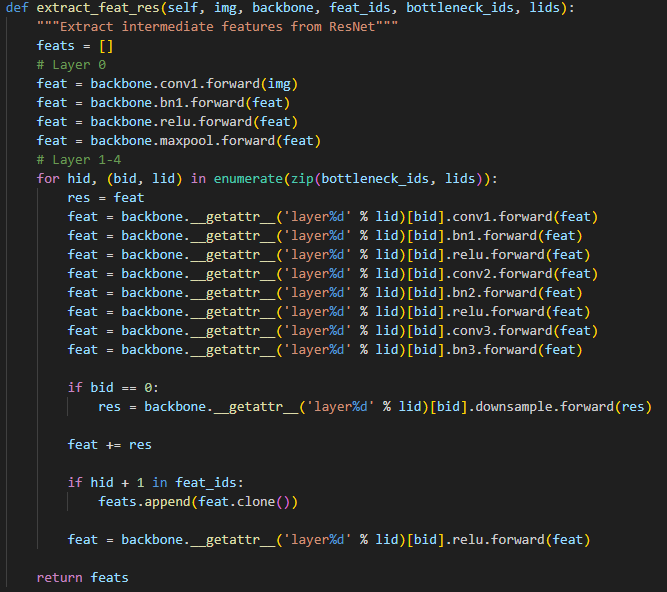 def extract_feat_res(self, img, backbone, feat_ids, bottleneck_ids, lids):
    """Extract intermediate features from ResNet"""
    feats = []
    # Layer 0
    feat = backbone.conv1.forward(img)
    feat = backbone.bn1.forward(feat)
    feat = backbone.relu.forward(feat)
    feat = backbone.maxpool.forward(feat)
    # Layer 1-4
    for hid, (bid, lid) in enumerate(zip(bottleneck_ids, lids)):
        res = feat
        feat = backbone.__getattr__('layer%d' % lid)[bid].conv1.forward(feat)
        feat = backbone.__getattr__('layer%d' % lid)[bid].bn1.forward(feat)
        feat = backbone.__getattr__('layer%d' % lid)[bid].relu.forward(feat)
        feat = backbone.__getattr__('layer%d' % lid)[bid].conv2.forward(feat)
        feat = backbone.__getattr__('layer%d' % lid)[bid].bn2.forward(feat)
        feat = backbone.__getattr__('layer%d' % lid)[bid].relu.forward(feat)
        feat = backbone.__getattr__('layer%d' % lid)[bid].conv3.forward(feat)
        feat = backbone.__getattr__('layer%d' % lid)[bid].bn3.forward(feat)

        if bid == 0:
            res = backbone.__getattr__('layer%d' % lid)[bid].downsample.forward(res)

        feat += res

        if hid + 1 in feat_ids:
            feats.append(feat.clone())

        feat = backbone.__getattr__('layer%d' % lid)[bid].relu.forward(feat)

    return feats